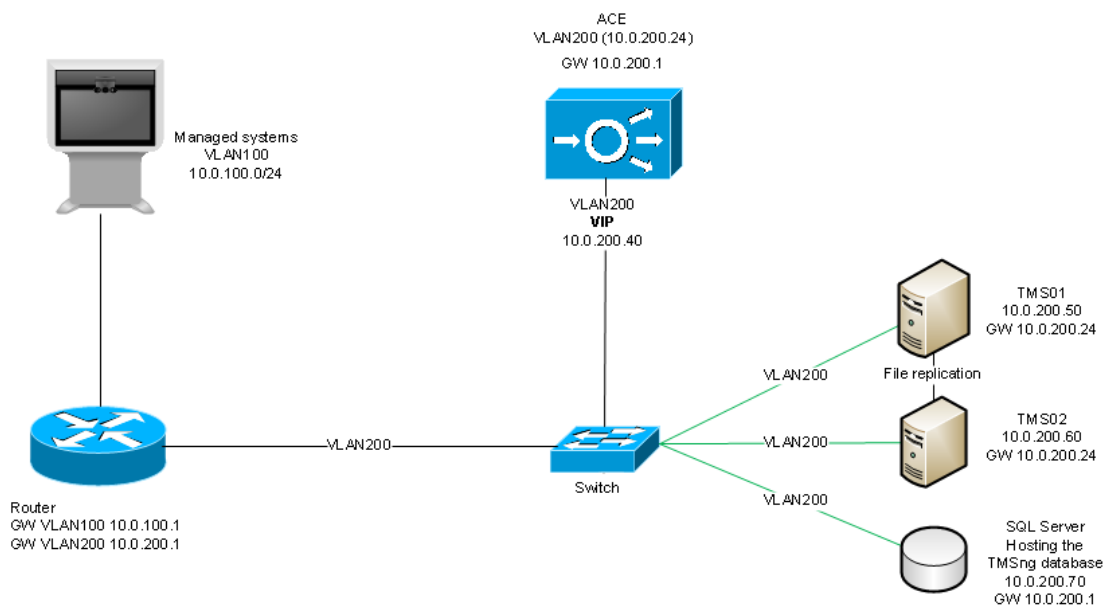 ACE
VLAN200 (10.0.200.24)
GW 10.0.200.1
Managed systems
VLAN100
10.0.100.0/24
VLAN200
VIP
10.0.200.40
TMS01
10.0.200.50
GW 10.0.200.24
VLAN200
File replication
TMS02
10.0.200.60
GW 10.0.200.24
VLAN200
VLAN200
Switch
VLAN200
Router
GW VLAN100 10.0.100.1
GW VLAN200 10.0.200.1
SQL Server
Hosting the
TMSng database
10.0.200.70
GW 10.0.200.1